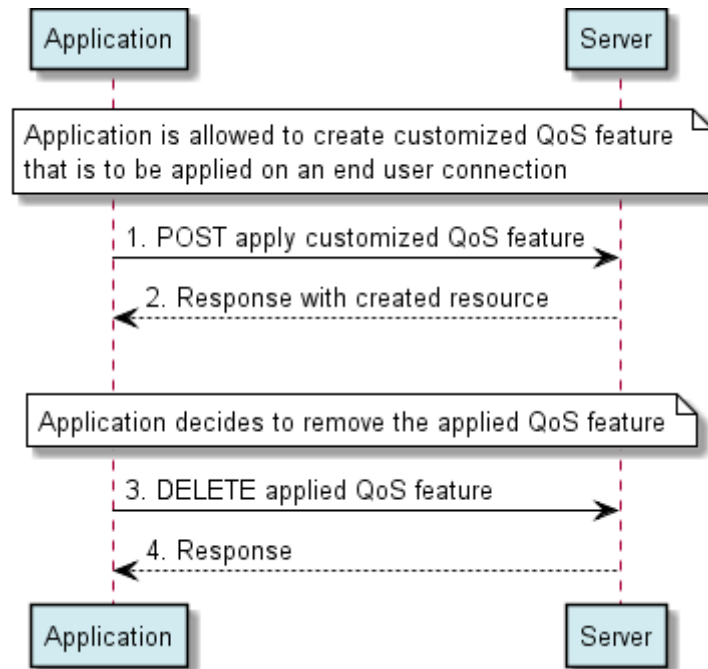 Application
Server
Application is allowed to create customized QoS feature
that is to be applied on an end user connection
1. POST apply customized QoS feature
2. Response with created resource
Application decides to remove the applied QoS feature
3. DELETE applied QoS feature
4. Response
Application
Server